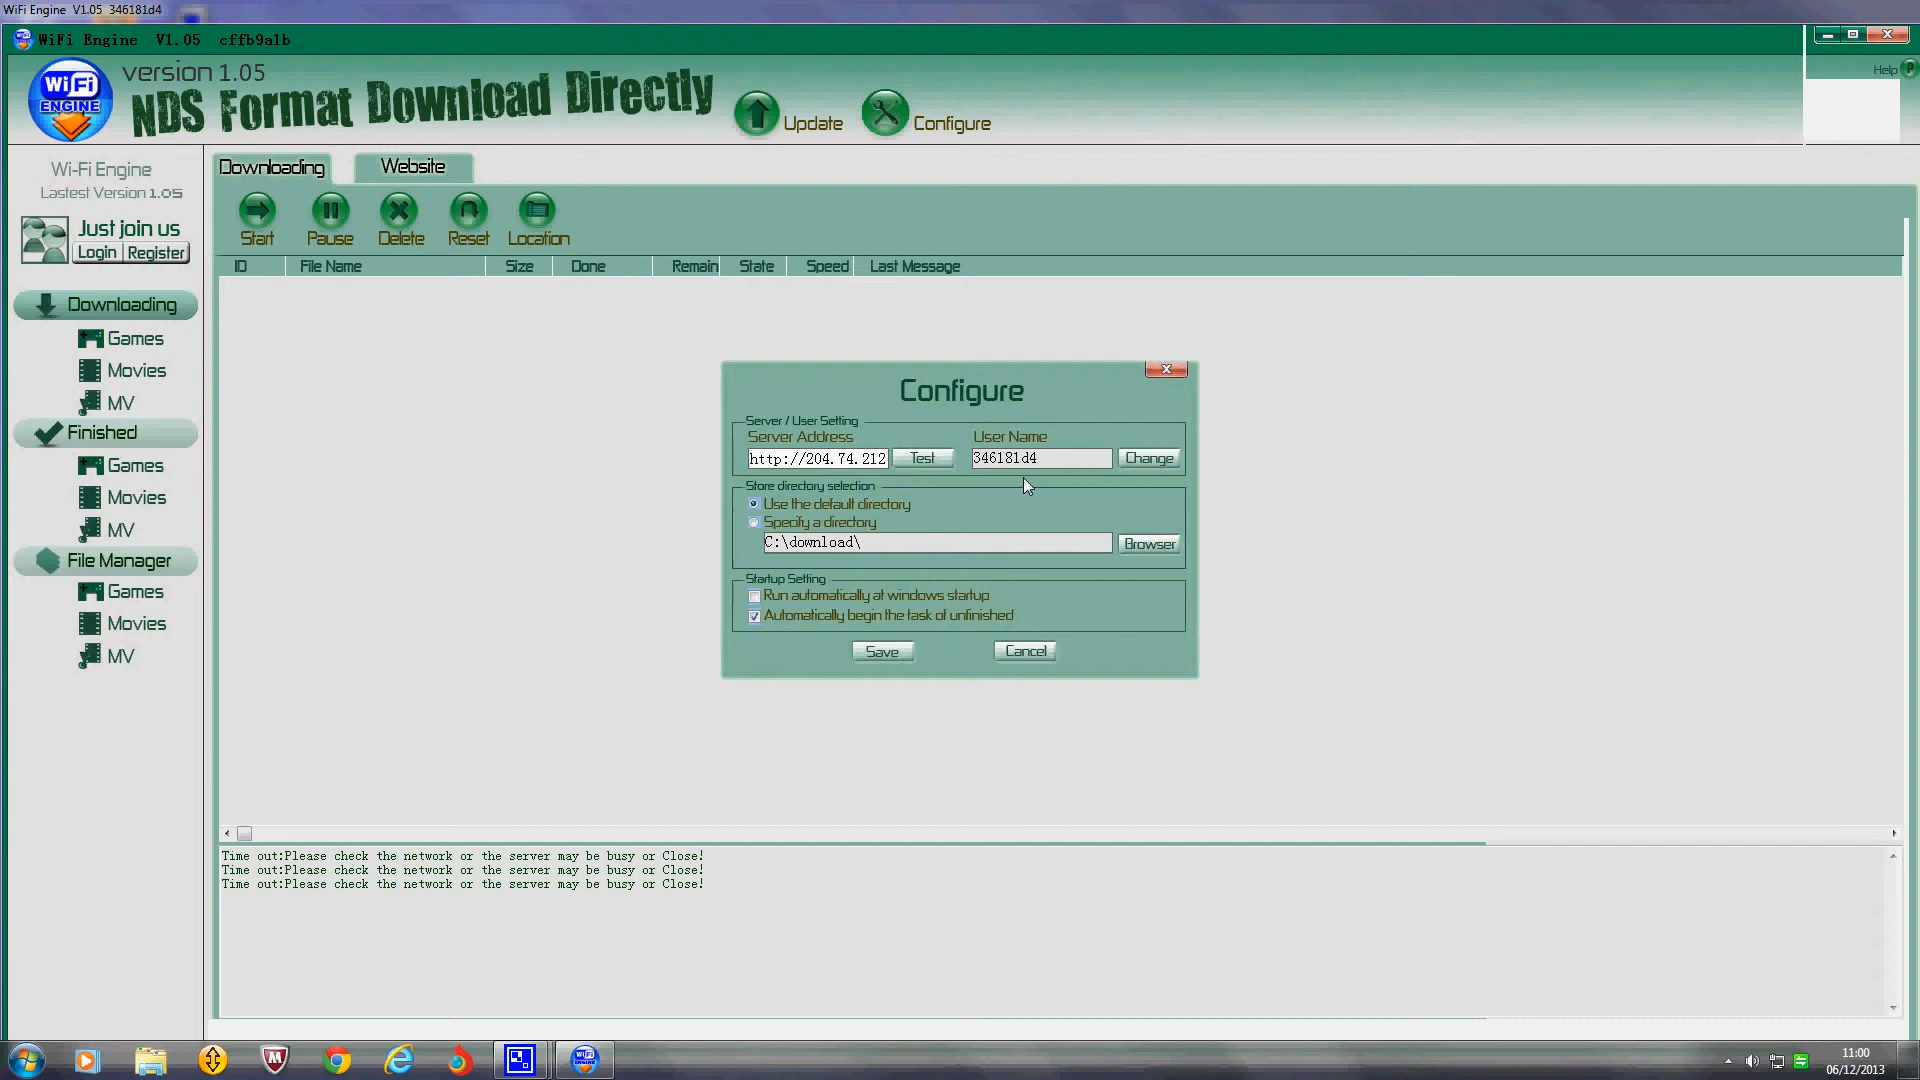 WiFi Engine V1.05 346181d4
WiFi Engine V1.05 cffb9a1b
WiFi
ENGINE
version 1.05
NDS Format Download Directly
Update
Configure
Help
Wi-Fi Engine
Lastest Version 1.05
Just join us
Login Register
Downloading
Games
Movies
MV
Finished
Games
Movies
MV
File Manager
Games
Movies
MV
Downloading Website
Start Pause Delete Reset Location
ID File Name Size Done Remain State Speed Last Message
Configure
Server / User Setting
Server Address User Name
http://204.74.212 Test 346181d4 Change
Store directory selection
Use the default directory
Specify a directory
C:\download\ Browser
Startup Setting
Run automatically at windows startup
Automatically begin the task of unfinished
Save Cancel
Time out:Please check the network or the server may be busy or Close!
Time out:Please check the network or the server may be busy or Close!
Time out:Please check the network or the server may be busy or Close!
11:00
06/12/2013